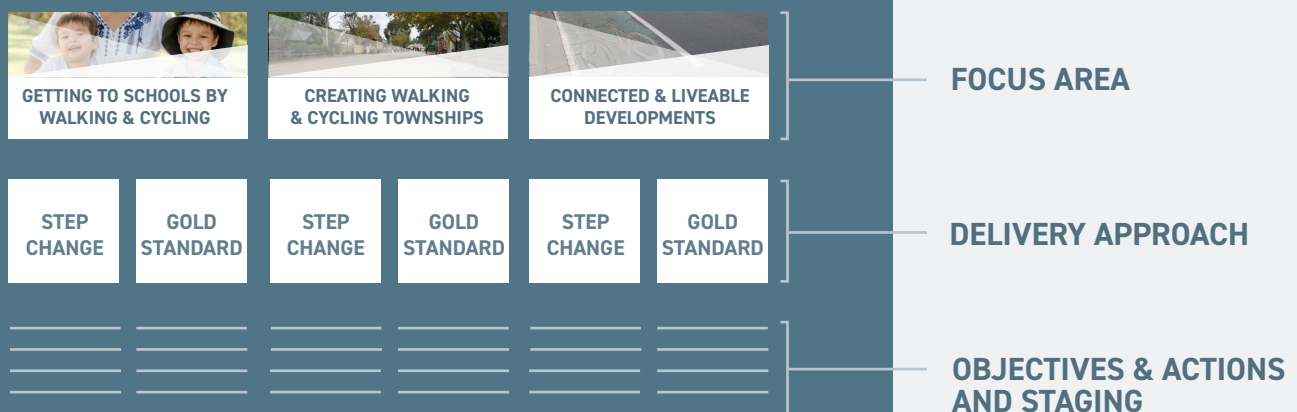 GETTING TO SCHOOLS BY
WALKING & CYCLING
CREATING WALKING
& CYCLING TOWNSHIPS
CONNECTED & LIVEABLE
DEVELOPMENTS
FOCUS AREA
STEP
CHANGE
GOLD
STANDARD
STEP
CHANGE
GOLD
STANDARD
STEP
CHANGE
GOLD
STANDARD
DELIVERY APPROACH
OBJECTIVES & ACTIONS
AND STAGING